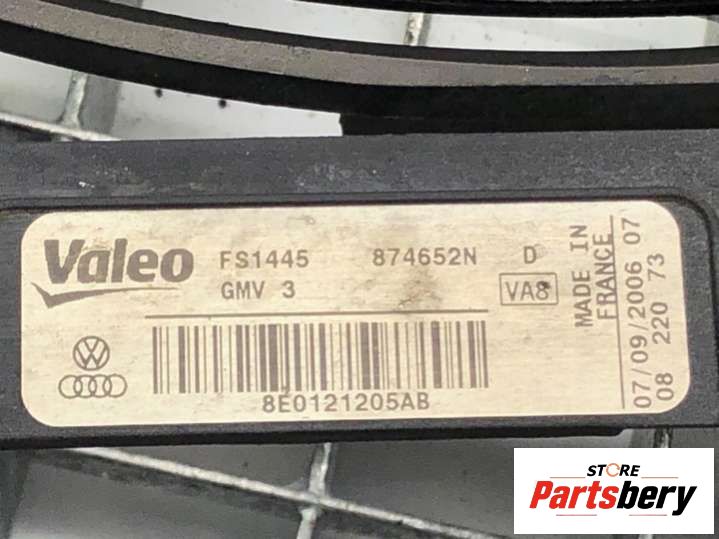 Valeo FS1445 874652N D
GMV 3 VA8
8E0121205AB
MADE IN
FRANCE
07/09/2006 07
08 220 73
STORE
Partsbery